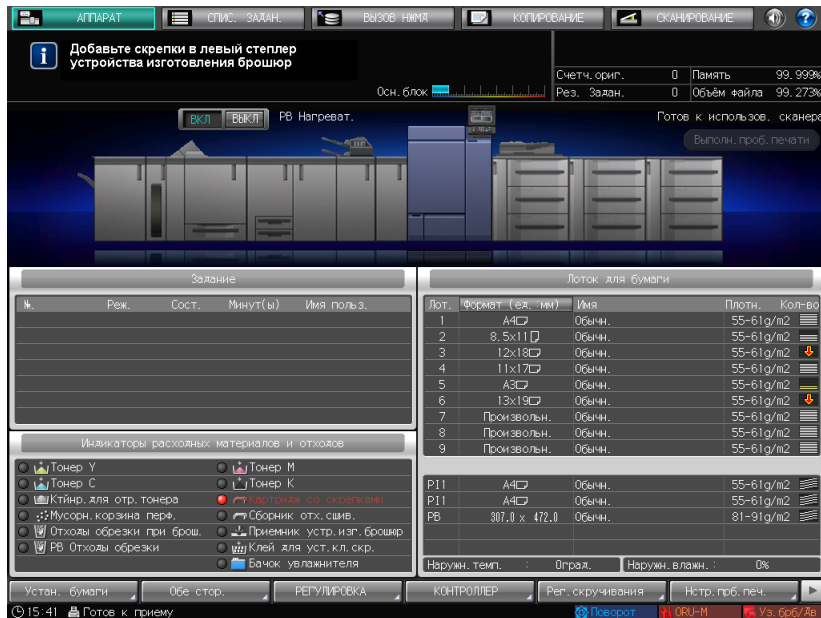 АППАРАТ
СПИС. ЗАДАН.
ВЫЗОВ НЖМД
КОПИРОВАНИЕ
СКАНИРОВАНИЕ
Добавьте скрепки в левый степлер
устройства изготовления брошюр
Осн.блок
Счетч.ориг. 0 Память 99.999%
Рез. Задан. 0 Объём файла 99.273%
ВКЛ ВЫКЛ PB Нагреват.
Готов к использов. сканера
Выполн. проб. печати
Задание
№. Реж. Сост. Минут(ы) Имя польз.
Лоток для бумаги
Лот. Формат (ед.:мм) Имя Плотн. Кол-во
1 A4 Обычн. 55-61g/m2
2 8.5x11 Обычн. 55-61g/m2
3 12x18 Обычн. 55-61g/m2
4 11x17 Обычн. 55-61g/m2
5 A3 Обычн. 55-61g/m2
6 13x19 Обычн. 55-61g/m2
7 Произвольн. Обычн. 55-61g/m2
8 Произвольн. Обычн. 55-61g/m2
9 Произвольн. Обычн. 55-61g/m2
PI1 A4 Обычн. 55-61g/m2
PI1 A4 Обычн. 55-61g/m2
PB 307.0 x 472.0 Обычн. 81-91g/m2
Наружн. темп. : 0град. Наружн.влажн. : 0%
Индикаторы расходных материалов и отходов
Тонер Y Тонер M
Тонер C Тонер K
Ктйнр.для отр.тонера Картридж со скрепками
Мусорн.корзина перф. Сборник отх.сшив.
Отходы обрезки при брош. Приемник устр.изг.брошюр
PB Отходы обрезки Клей для уст.кл.скр.
Бачок увлажнителя
Устан. бумаги
Обе стор.
РЕГУЛИРОВКА
КОНТРОЛЛЕР
Рег.скручивания
Нстр.прб.печ.
15:41 Готов к приему
Поворот
ORU-M
Уз. брб/Дв